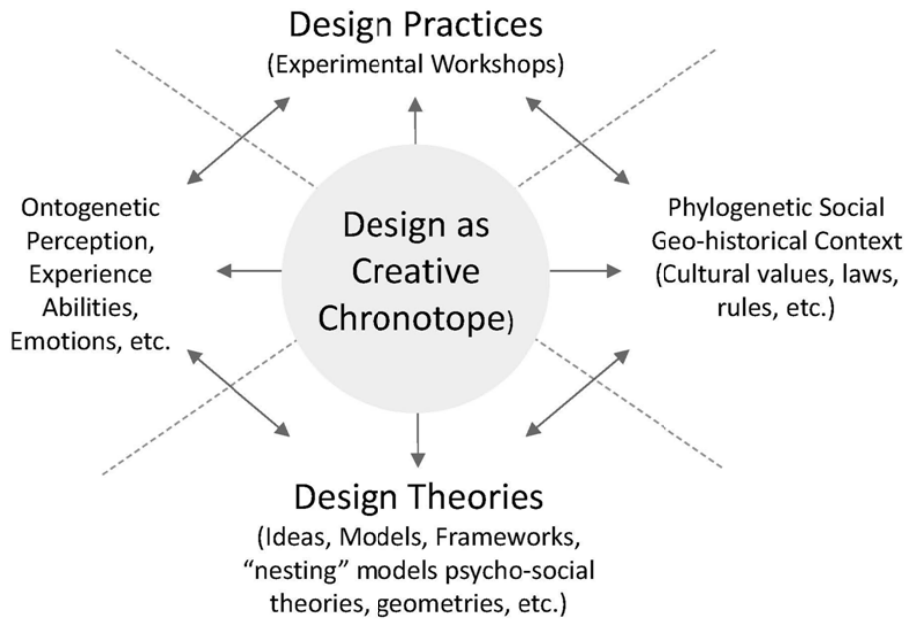 Design Practices
(Experimental Workshops)
Ontogenetic
Perception,
Experience
Abilities,
Emotions, etc.
Design as
Creative
Chronotope)
Phylogenetic Social
Geo-historical Context
(Cultural values, laws,
rules, etc.)
Design Theories
(Ideas, Models, Frameworks,
“nesting” models psycho-social
theories, geometries, etc.)